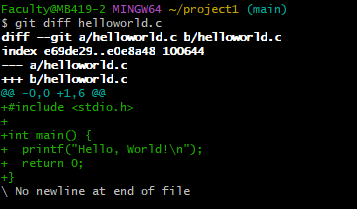 Faculty@MB419-2 MINGW64 ~/project1 (main)
$ git diff helloworld.c
diff --git a/helloworld.c b/helloworld.c
index e69de29..e0e8a48 100644
--- a/helloworld.c
+++ b/helloworld.c
@@ -0,0 +1,6 @@
+#include <stdio.h>
+
+int main() {
+  printf("Hello, World!\n");
+  return 0;
+}
\ No newline at end of file